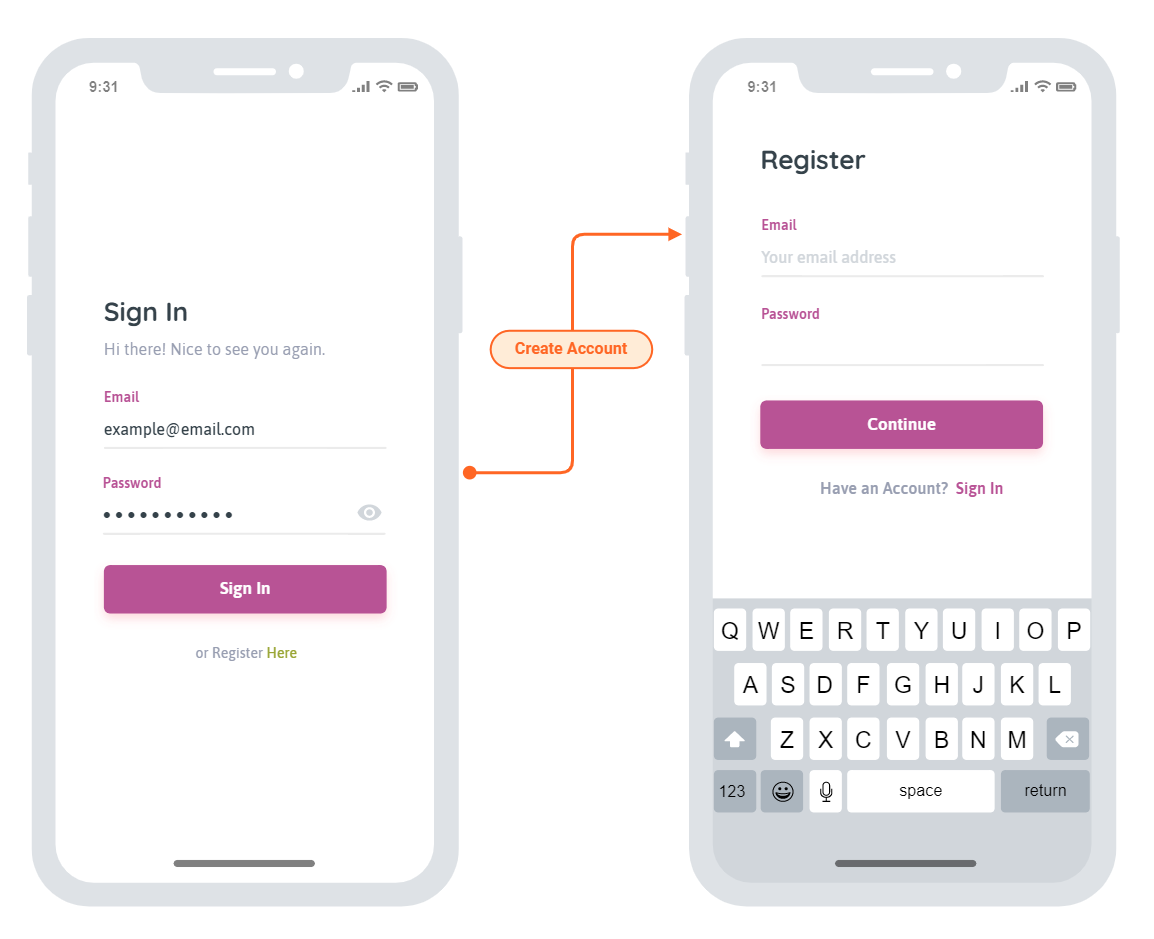 9:31
Sign In
Hi there! Nice to see you again.
Email
example@email.com
Password
Sign In
or Register Here
Create Account
9:31
Register
Email
Your email address
Password
Continue
Have an Account? Sign In
Q W E R T Y U I O P
A S D F G H J K L
Z X C V B N M
123 space return